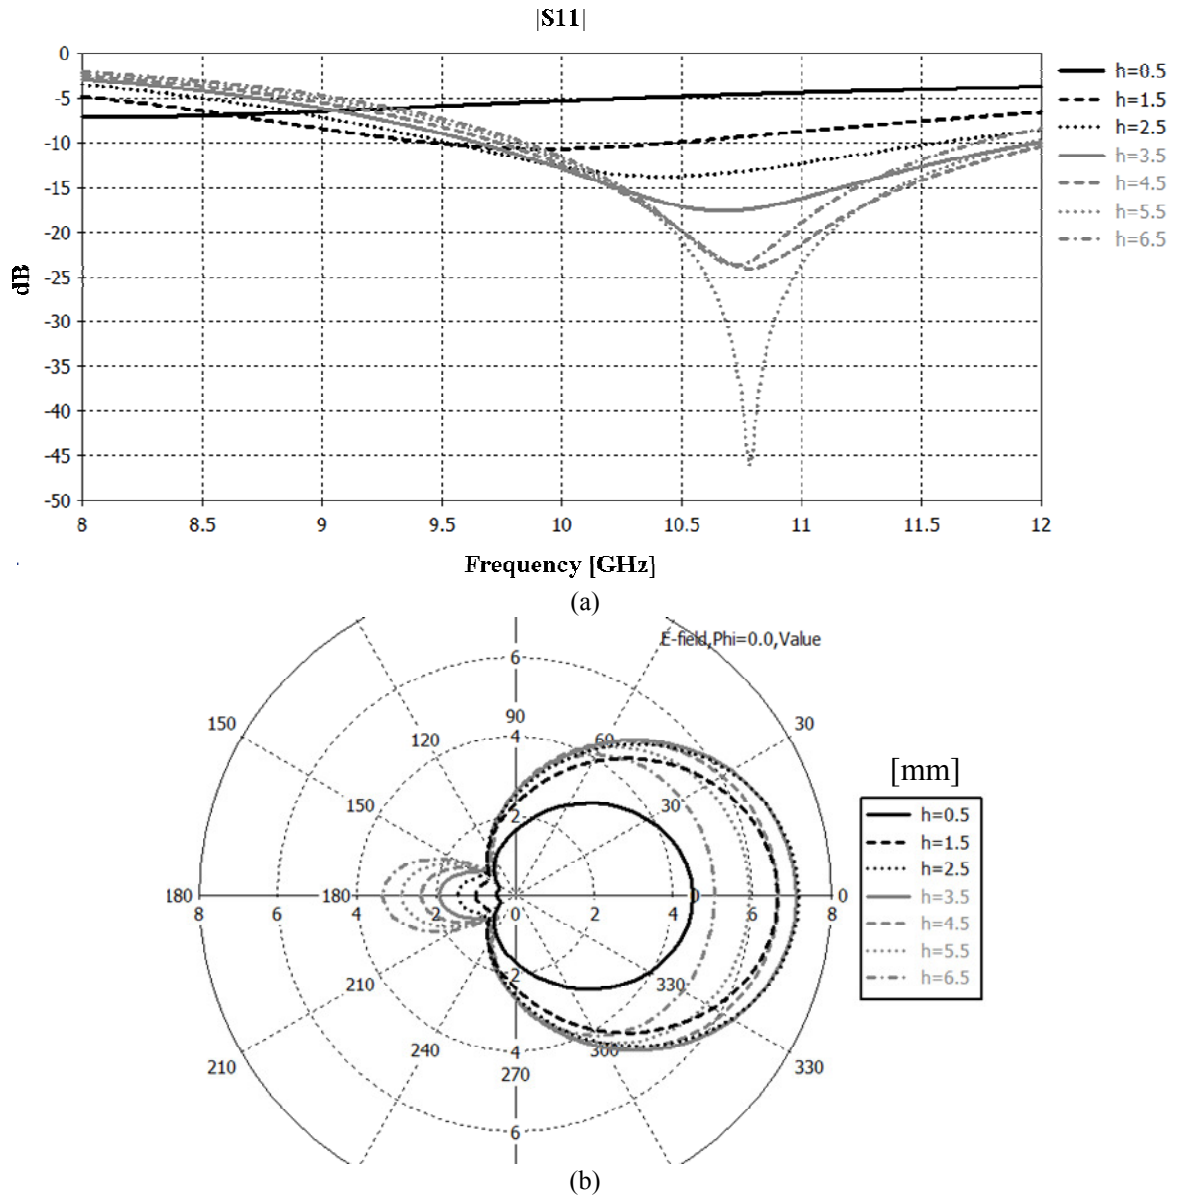 |S11|
0
-5
-10
-15
-20
-25
-30
-35
-40
-45
-50
dB
8 8.5 9 9.5 10 10.5 11 11.5 12
Frequency [GHz]
h=0.5
h=1.5
h=2.5
h=3.5
h=4.5
h=5.5
h=6.5
(a)
E-field,Phi=0.0,Value
6
150 90 30
120 4 60
150 2 30
180 180 0 0
8 6 4 2 0 2 4 6 8
210 2 330
240 4 300
210 270 330
6
[mm]
h=0.5
h=1.5
h=2.5
h=3.5
h=4.5
h=5.5
h=6.5
(b)